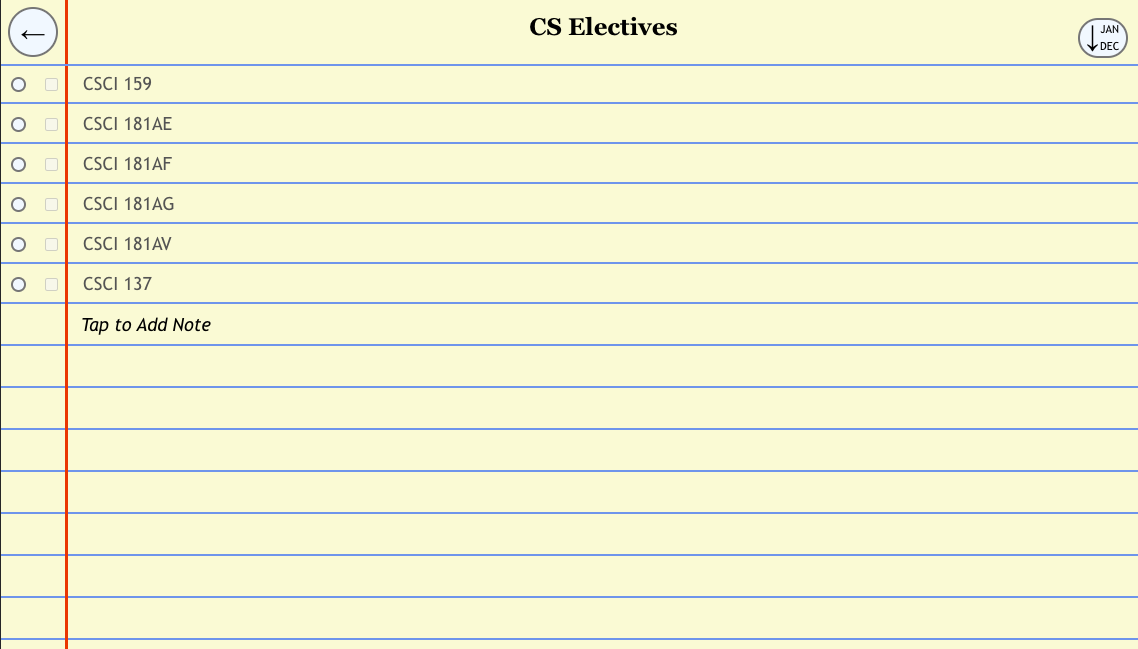 ←
CS Electives
↓ JAN
DEC
CSCI 159
CSCI 181AE
CSCI 181AF
CSCI 181AG
CSCI 181AV
CSCI 137
Tap to Add Note